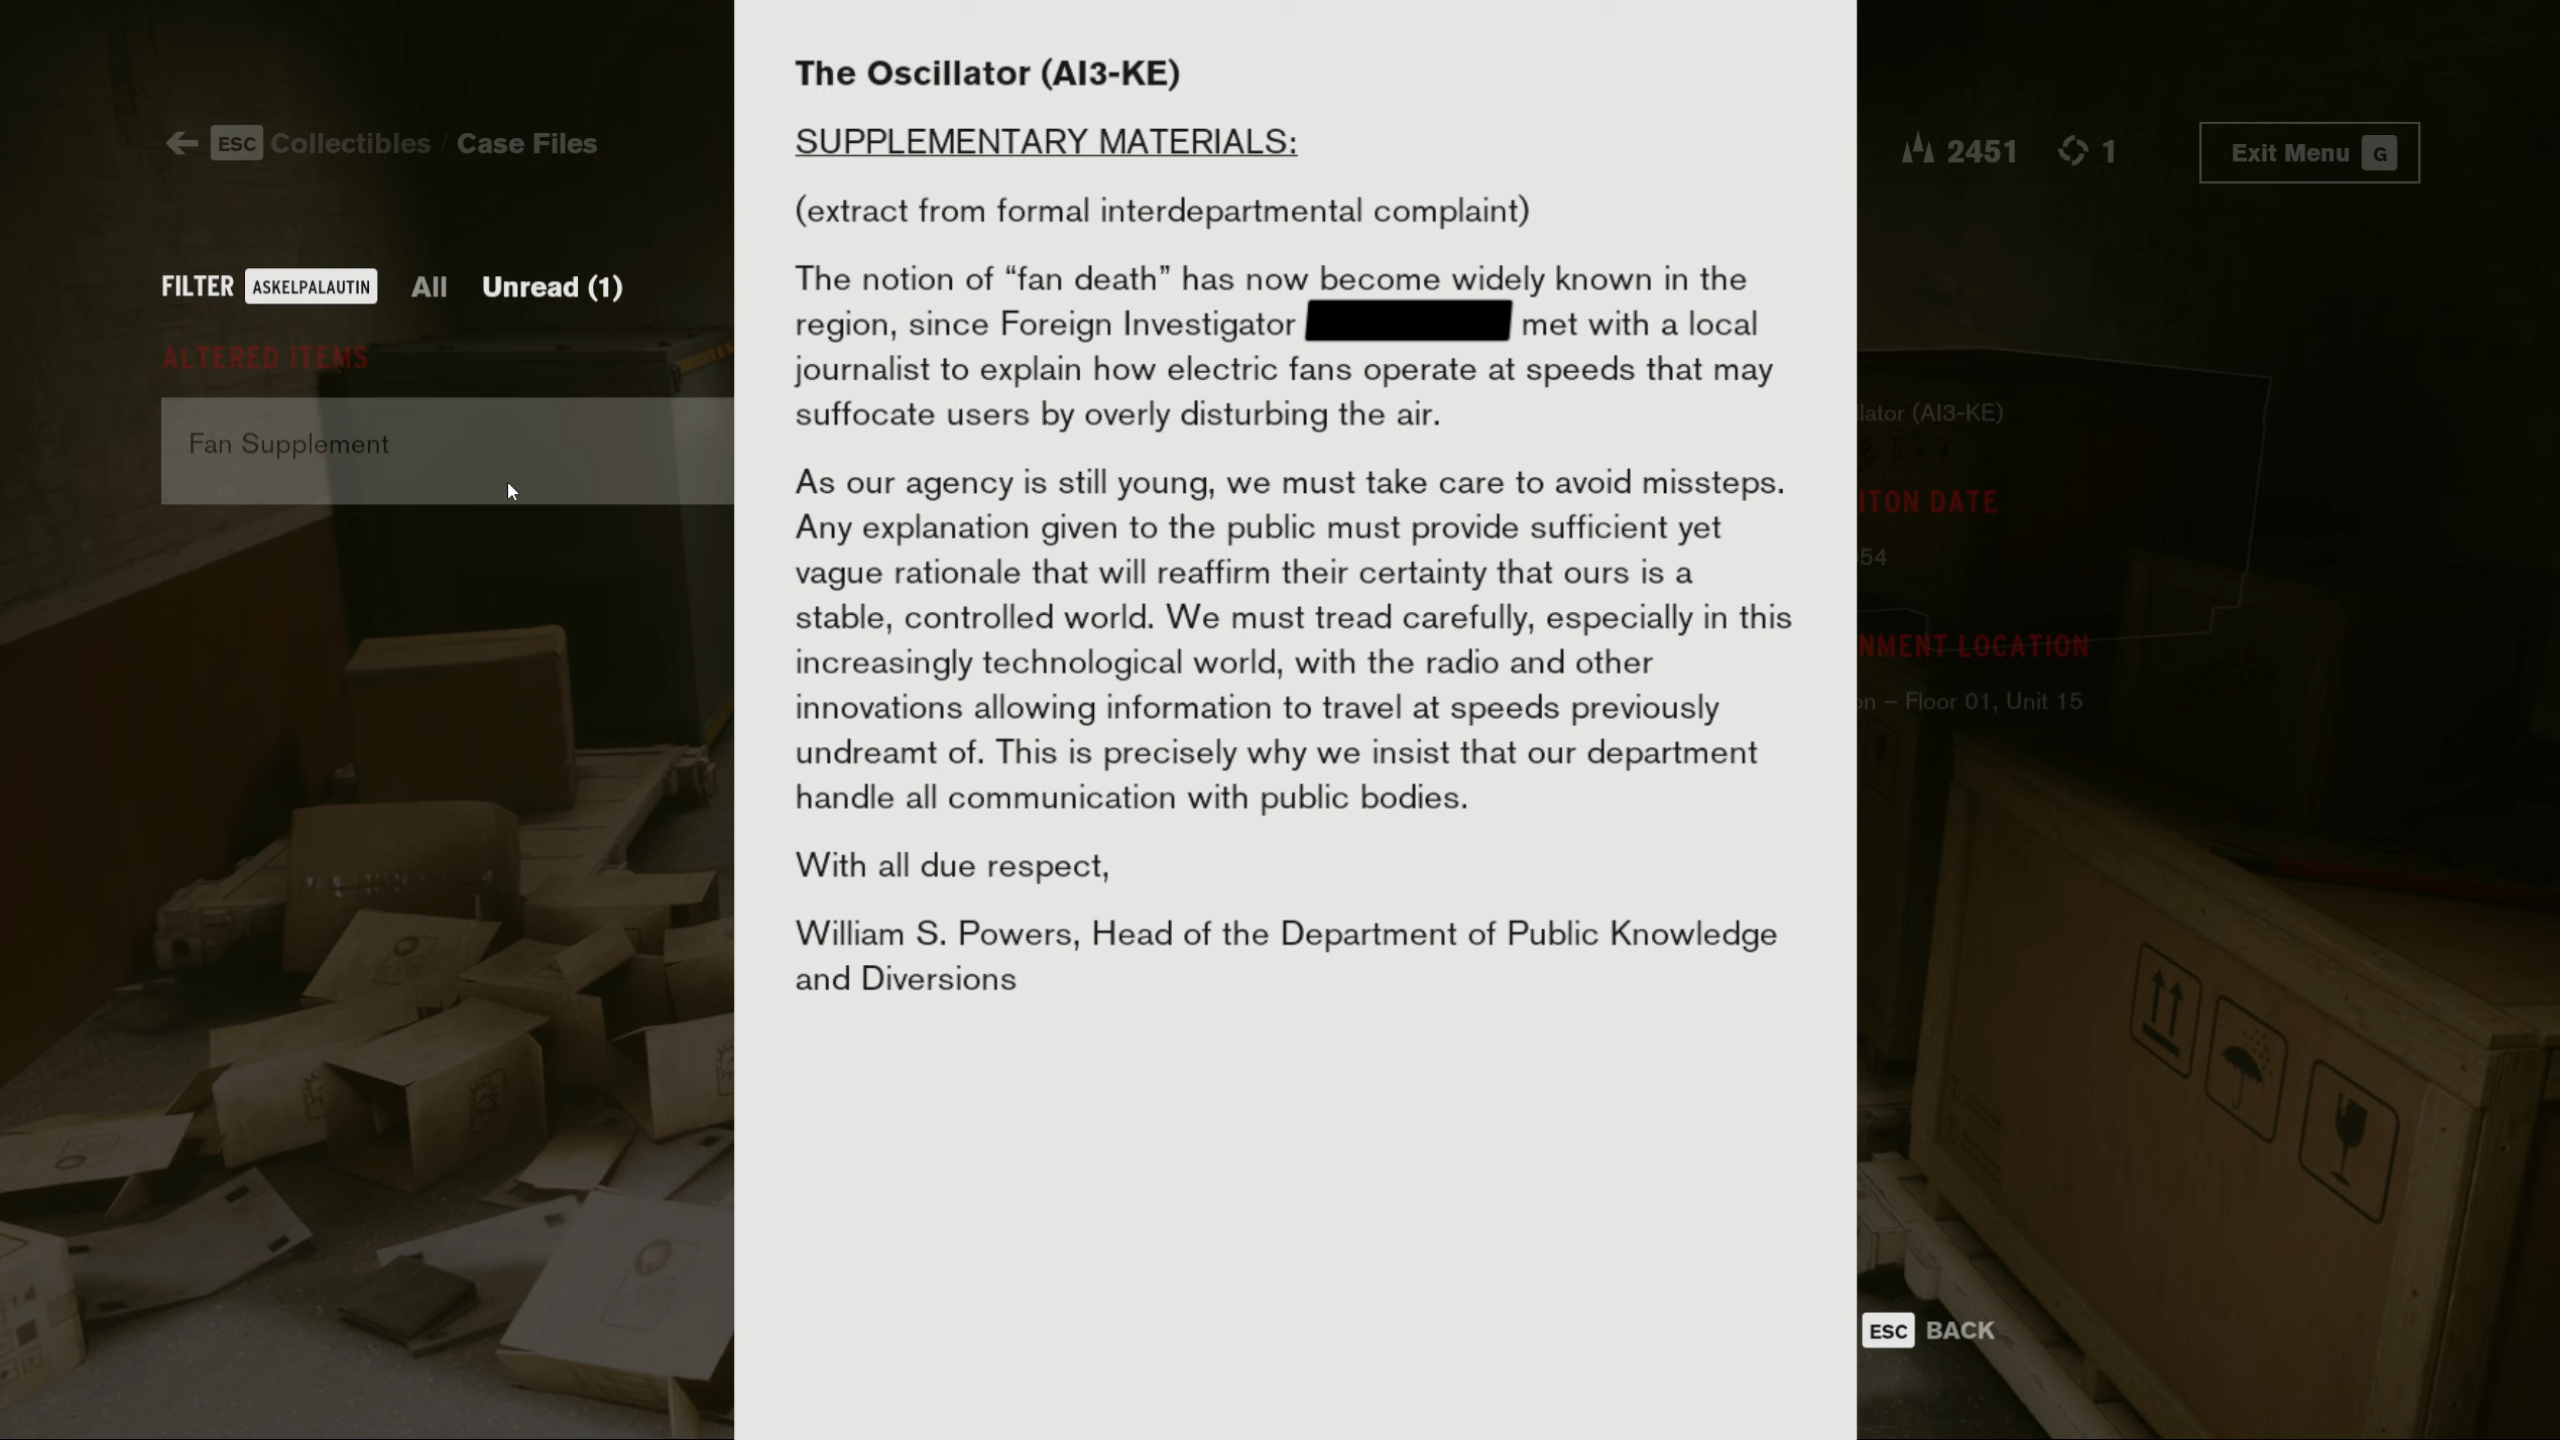 ESC Collectibles / Case Files
2451
1
Exit Menu G
FILTER ASKELPALAUTIN All Unread (1)
ALTERED ITEMS
Fan Supplement
The Oscillator (AI3-KE)
SUPPLEMENTARY MATERIALS:
(extract from formal interdepartmental complaint)
The notion of “fan death” has now become widely known in the
region, since Foreign Investigator met with a local
journalist to explain how electric fans operate at speeds that may
suffocate users by overly disturbing the air.
As our agency is still young, we must take care to avoid missteps.
Any explanation given to the public must provide sufficient yet
vague rationale that will reaffirm their certainty that ours is a
stable, controlled world. We must tread carefully, especially in this
increasingly technological world, with the radio and other
innovations allowing information to travel at speeds previously
undreamt of. This is precisely why we insist that our department
handle all communication with public bodies.
With all due respect,
William S. Powers, Head of the Department of Public Knowledge
and Diversions
llator (AI3-KE)
ITON DATE
54
NMENT LOCATION
on – Floor 01, Unit 15
ESC BACK